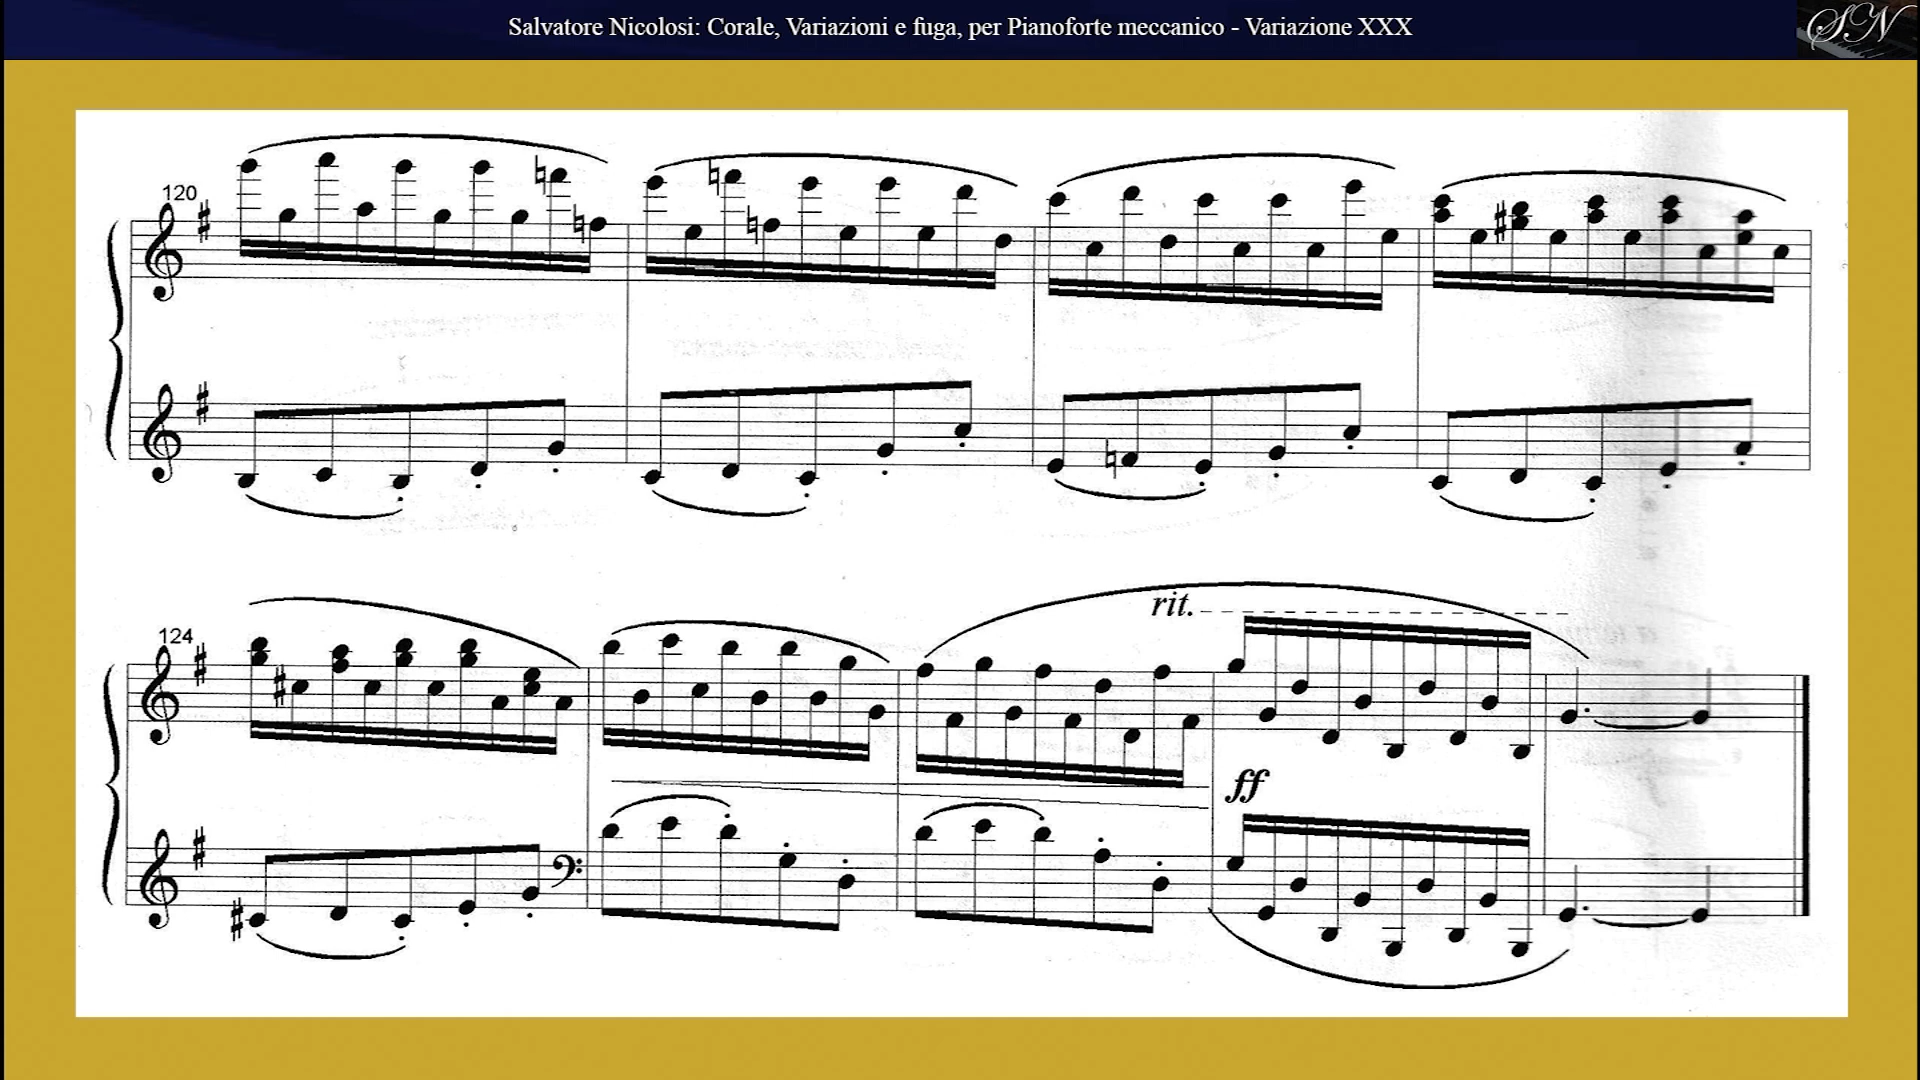 Salvatore Nicolosi: Corale, Variazioni e fuga, per Pianoforte meccanico - Variazione XXX
SN
120
124
rit.
ff